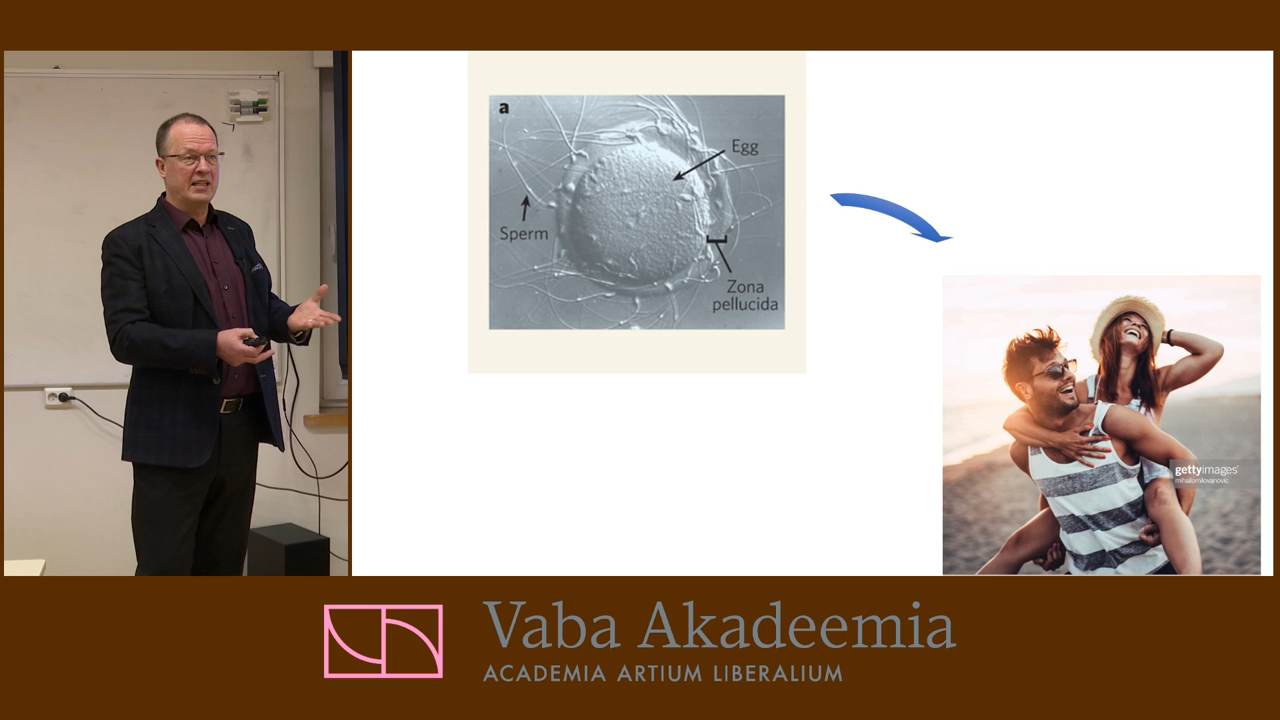 a
Egg
Sperm
Zona
pellucida
gettyimages®
mihailomilovanovic
Vaba Akadeemia
ACADEMIA ARTIUM LIBERALIUM